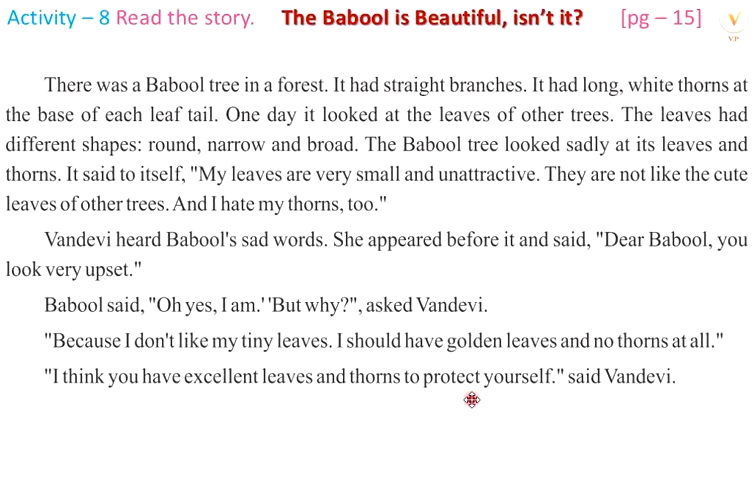 Activity – 8 Read the story. The Babool is Beautiful, isn't it? [pg – 15]
V
V.P
There was a Babool tree in a forest. It had straight branches. It had long, white thorns at
the base of each leaf tail. One day it looked at the leaves of other trees. The leaves had
different shapes: round, narrow and broad. The Babool tree looked sadly at its leaves and
thorns. It said to itself, "My leaves are very small and unattractive. They are not like the cute
leaves of other trees. And I hate my thorns, too."
Vandevi heard Babool's sad words. She appeared before it and said, "Dear Babool, you
look very upset."
Babool said, "Oh yes, I am.' 'But why?", asked Vandevi.
"Because I don't like my tiny leaves. I should have golden leaves and no thorns at all."
"I think you have excellent leaves and thorns to protect yourself." said Vandevi.